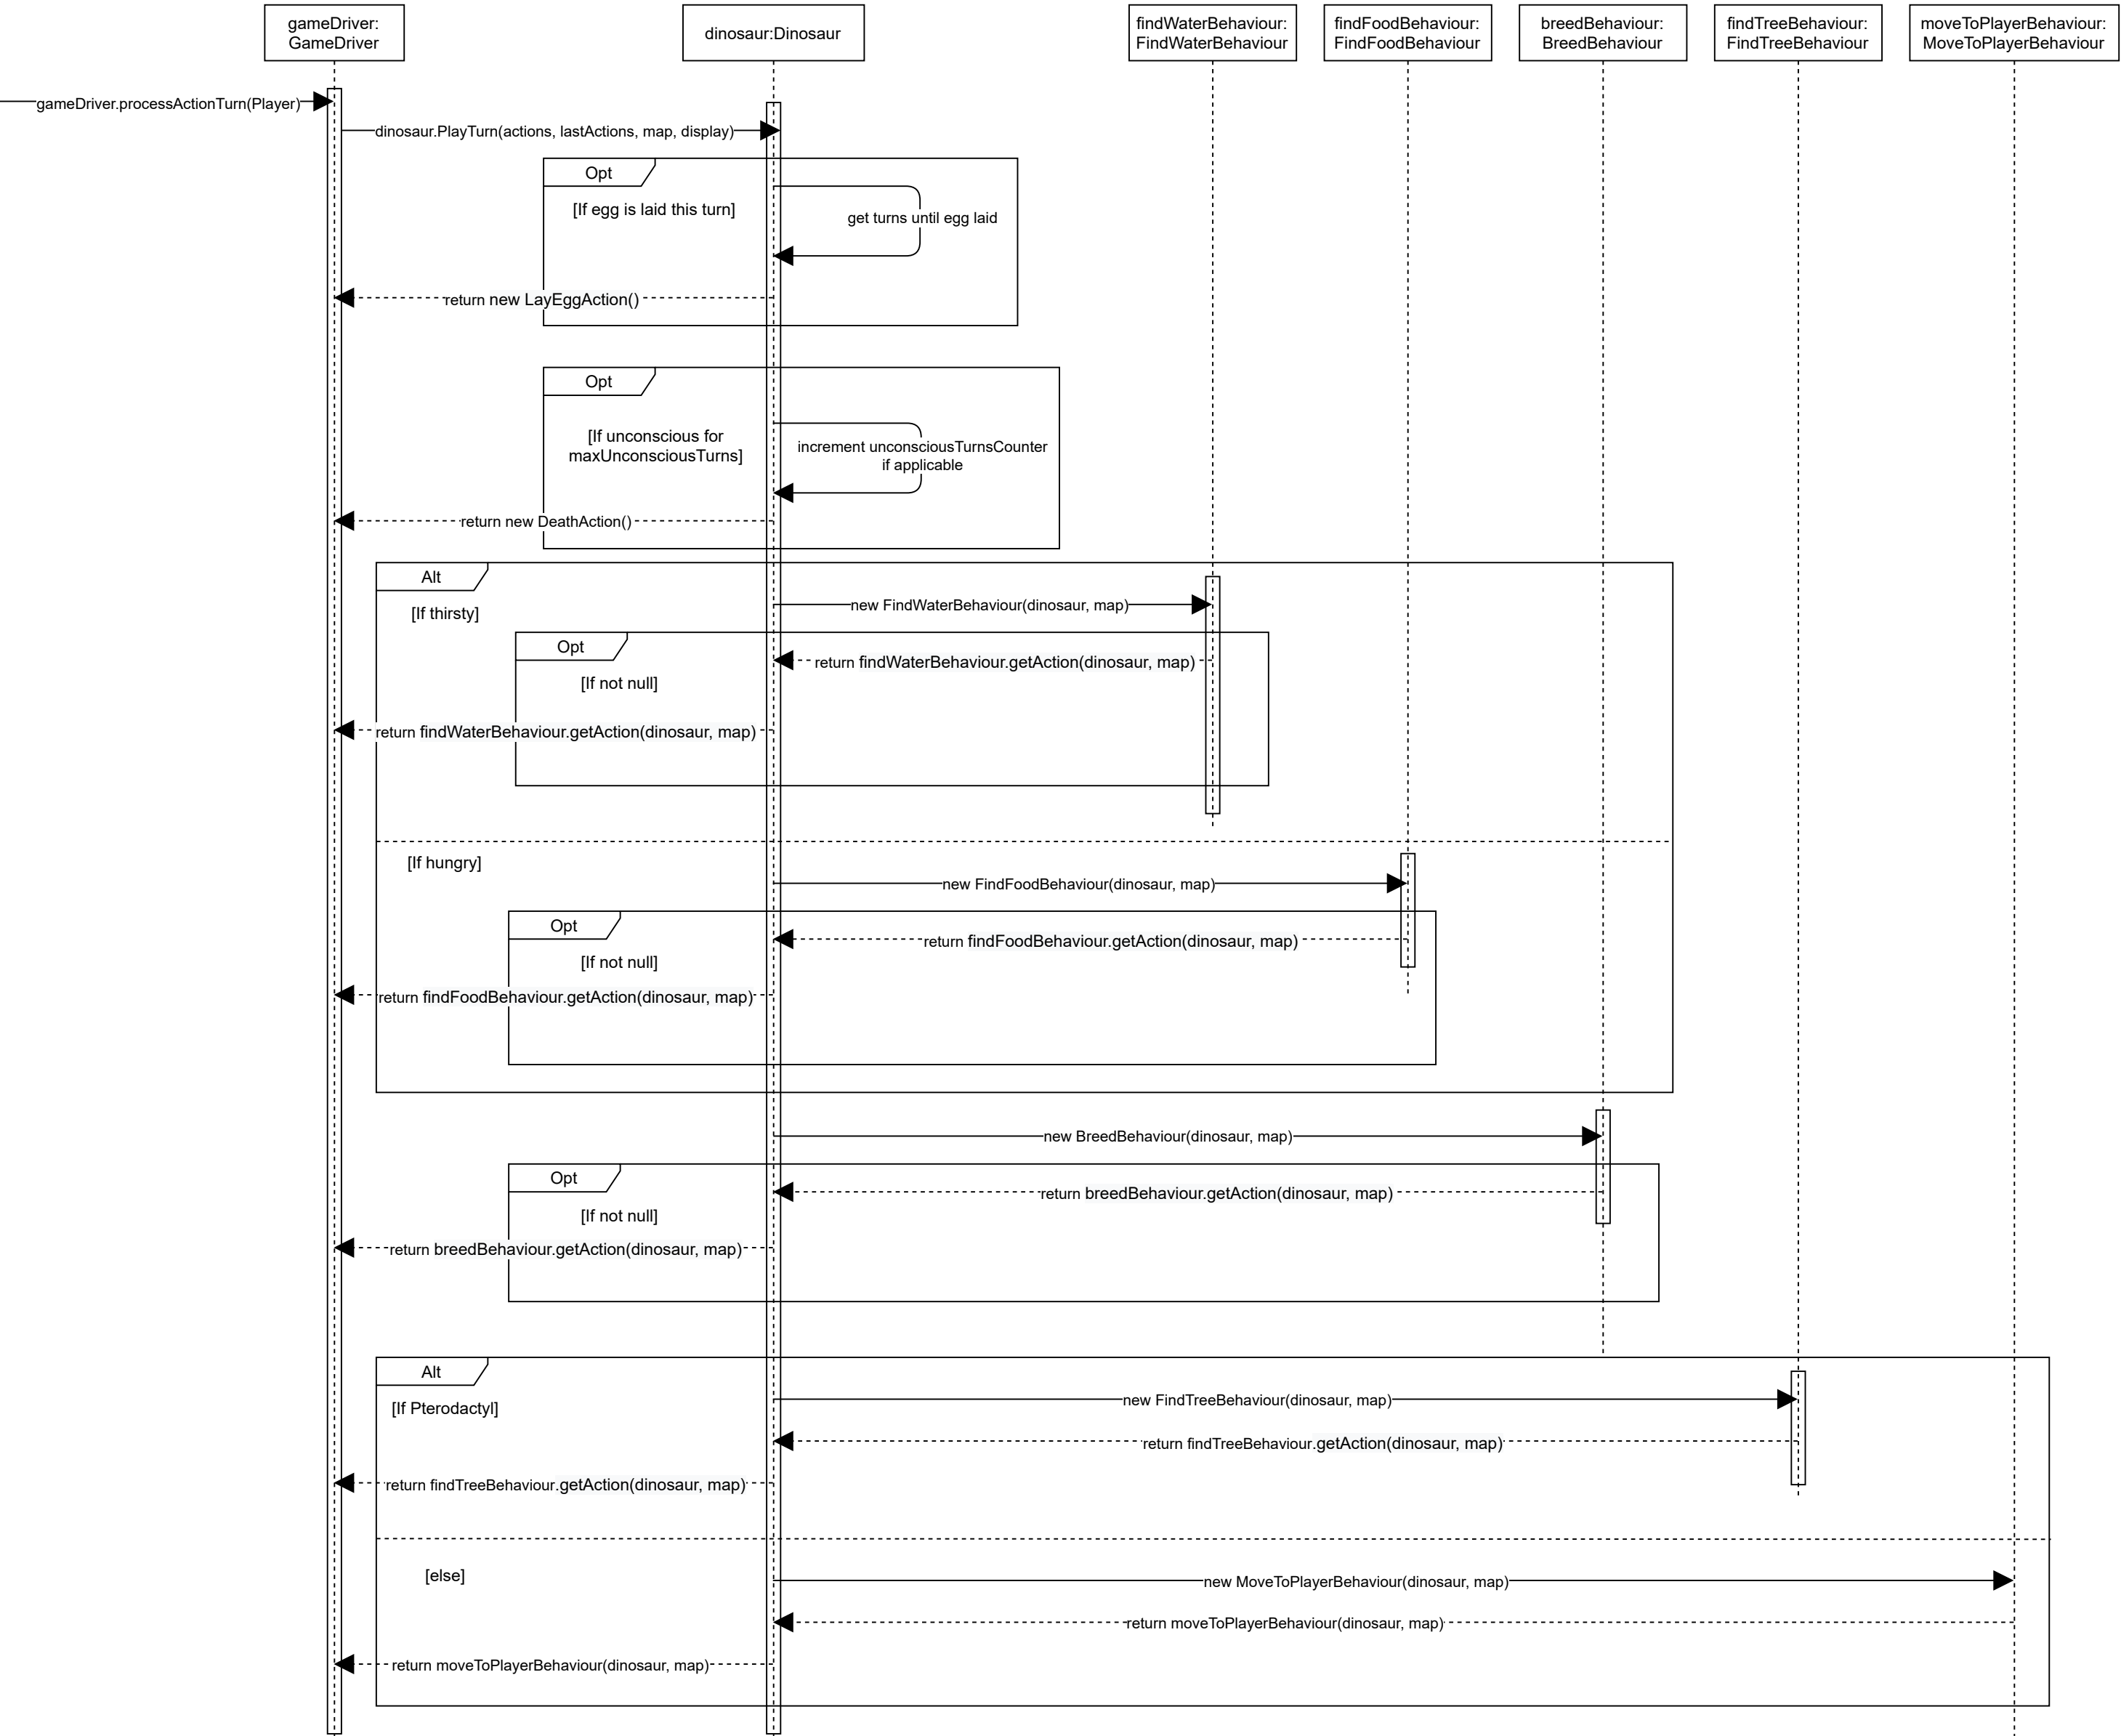 gameDriver:
GameDriver
dinosaur:Dinosaur
findWaterBehaviour:
FindWaterBehaviour
findFoodBehaviour:
FindFoodBehaviour
breedBehaviour:
BreedBehaviour
findTreeBehaviour:
FindTreeBehaviour
moveToPlayerBehaviour:
MoveToPlayerBehaviour
gameDriver.processActionTurn(Player)
dinosaur.PlayTurn(actions, lastActions, map, display)
Opt
[If egg is laid this turn]
get turns until egg laid
return new LayEggAction()
Opt
[If unconscious for
maxUnconsciousTurns]
increment unconsciousTurnsCounter
if applicable
return new DeathAction()
Alt
[If thirsty]
new FindWaterBehaviour(dinosaur, map)
Opt
return findWaterBehaviour.getAction(dinosaur, map)
[If not null]
return findWaterBehaviour.getAction(dinosaur, map)
[If hungry]
new FindFoodBehaviour(dinosaur, map)
Opt
return findFoodBehaviour.getAction(dinosaur, map)
[If not null]
return findFoodBehaviour.getAction(dinosaur, map)
new BreedBehaviour(dinosaur, map)
Opt
return breedBehaviour.getAction(dinosaur, map)
[If not null]
return breedBehaviour.getAction(dinosaur, map)
Alt
[If Pterodactyl]
new FindTreeBehaviour(dinosaur, map)
return findTreeBehaviour.getAction(dinosaur, map)
return findTreeBehaviour.getAction(dinosaur, map)
[else]
new MoveToPlayerBehaviour(dinosaur, map)
return moveToPlayerBehaviour(dinosaur, map)
return moveToPlayerBehaviour(dinosaur, map)